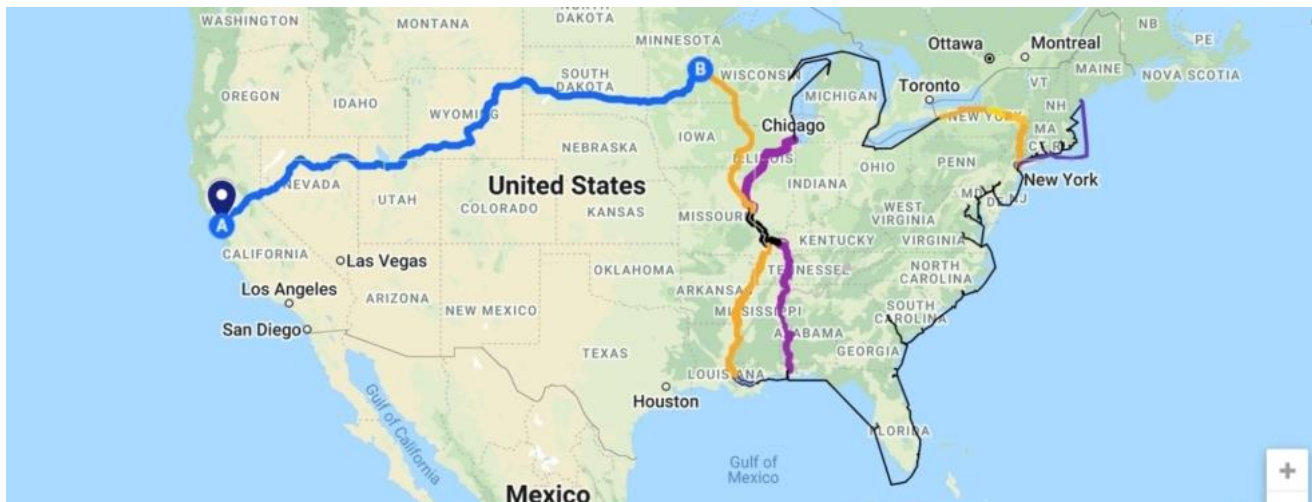 WASHINGTON
MONTANA
NORTH
DAKOTA
MINNESOTA
Ottawa
Montreal
NB
PE
NOVA SCOTIA
MAINE
VT
NH
OREGON
IDAHO
WYOMING
SOUTH
DAKOTA
B
WISCONSIN
MICHIGAN
Toronto
NEW YORK
MA
CT RI
Chicago
IOWA
NEBRASKA
ILLINOIS
INDIANA
OHIO
PENN
New York
NEVADA
UTAH
COLORADO
United States
KANSAS
MISSOURI
WEST
VIRGINIA
MD
DE
NJ
A
CALIFORNIA
Las Vegas
KENTUCKY
VIRGINIA
Los Angeles
ARIZONA
NEW MEXICO
OKLAHOMA
ARKANSAS
TENNESSEE
NORTH
CAROLINA
San Diego
MISSISSIPPI
ALABAMA
SOUTH
CAROLINA
GEORGIA
TEXAS
LOUISIANA
Houston
FLORIDA
Gulf of California
Gulf of
Mexico
Mexico
+